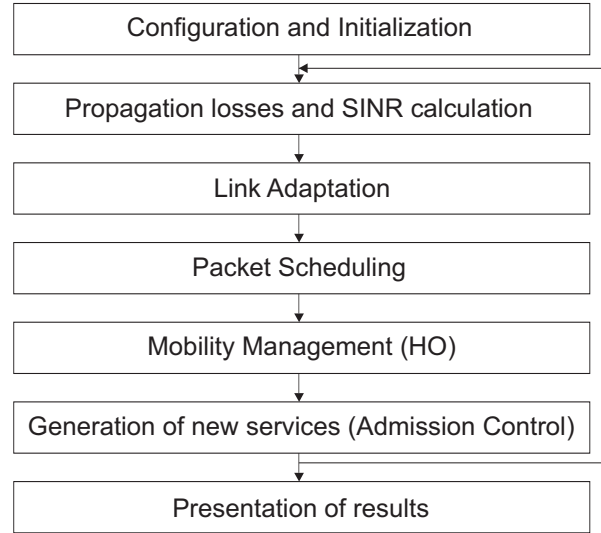 Configuration and Initialization
Propagation losses and SINR calculation
Link Adaptation
Packet Scheduling
Mobility Management (HO)
Generation of new services (Admission Control)
Presentation of results